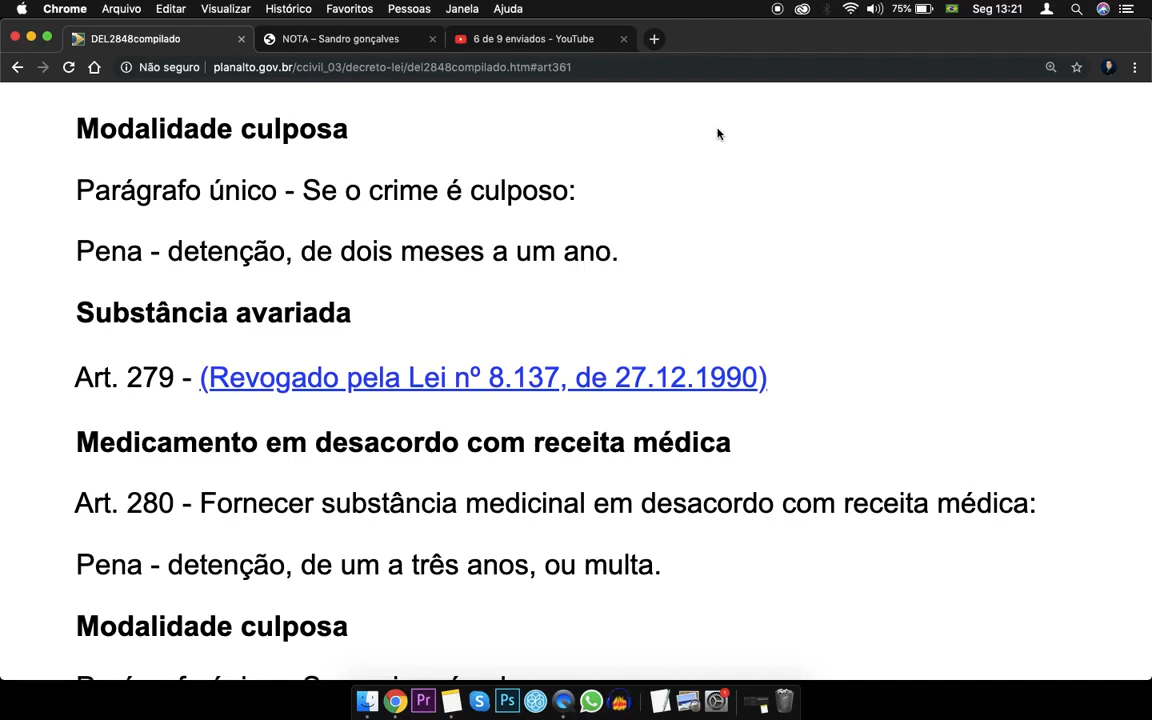 Chrome Arquivo Editar Visualizar Histórico Favoritos Pessoas Janela Ajuda 75% Seg 13:21
DEL2848compilado NOTA – Sandro gonçalves 6 de 9 enviados - YouTube
Não seguro planalto.gov.br/ccivil_03/decreto-lei/del2848compilado.htm#art361
Modalidade culposa
Parágrafo único - Se o crime é culposo:
Pena - detenção, de dois meses a um ano.
Substância avariada
Art. 279 - (Revogado pela Lei nº 8.137, de 27.12.1990)
Medicamento em desacordo com receita médica
Art. 280 - Fornecer substância medicinal em desacordo com receita médica:
Pena - detenção, de um a três anos, ou multa.
Modalidade culposa
Pr Ps